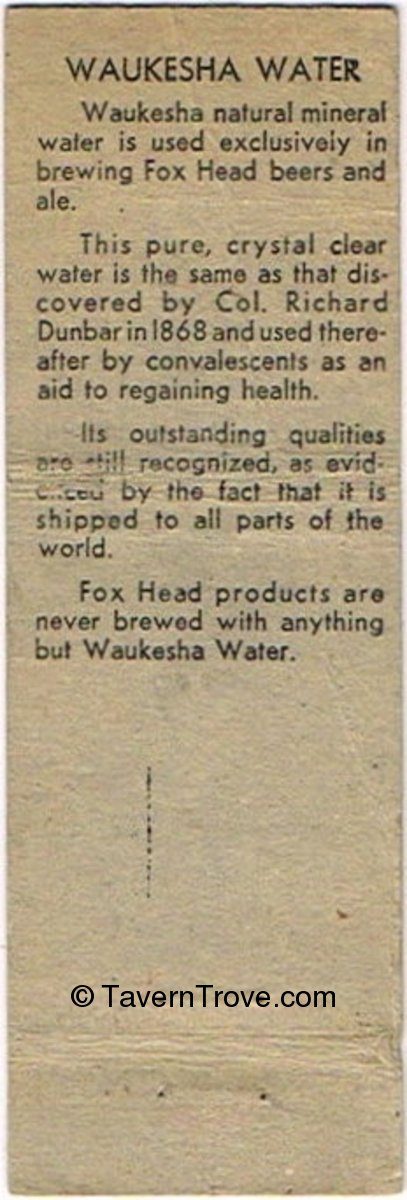 WAUKESHA WATER
Waukesha natural mineral
water is used exclusively in
brewing Fox Head beers and
ale.
This pure, crystal clear
water is the same as that dis-
covered by Col. Richard
Dunbar in 1868 and used there-
after by convalescents as an
aid to regaining health.
Its outstanding qualities
are still recognized, as evid-
enced by the fact that it is
shipped to all parts of the
world.
Fox Head products are
never brewed with anything
but Waukesha Water.
© TavernTrove.com